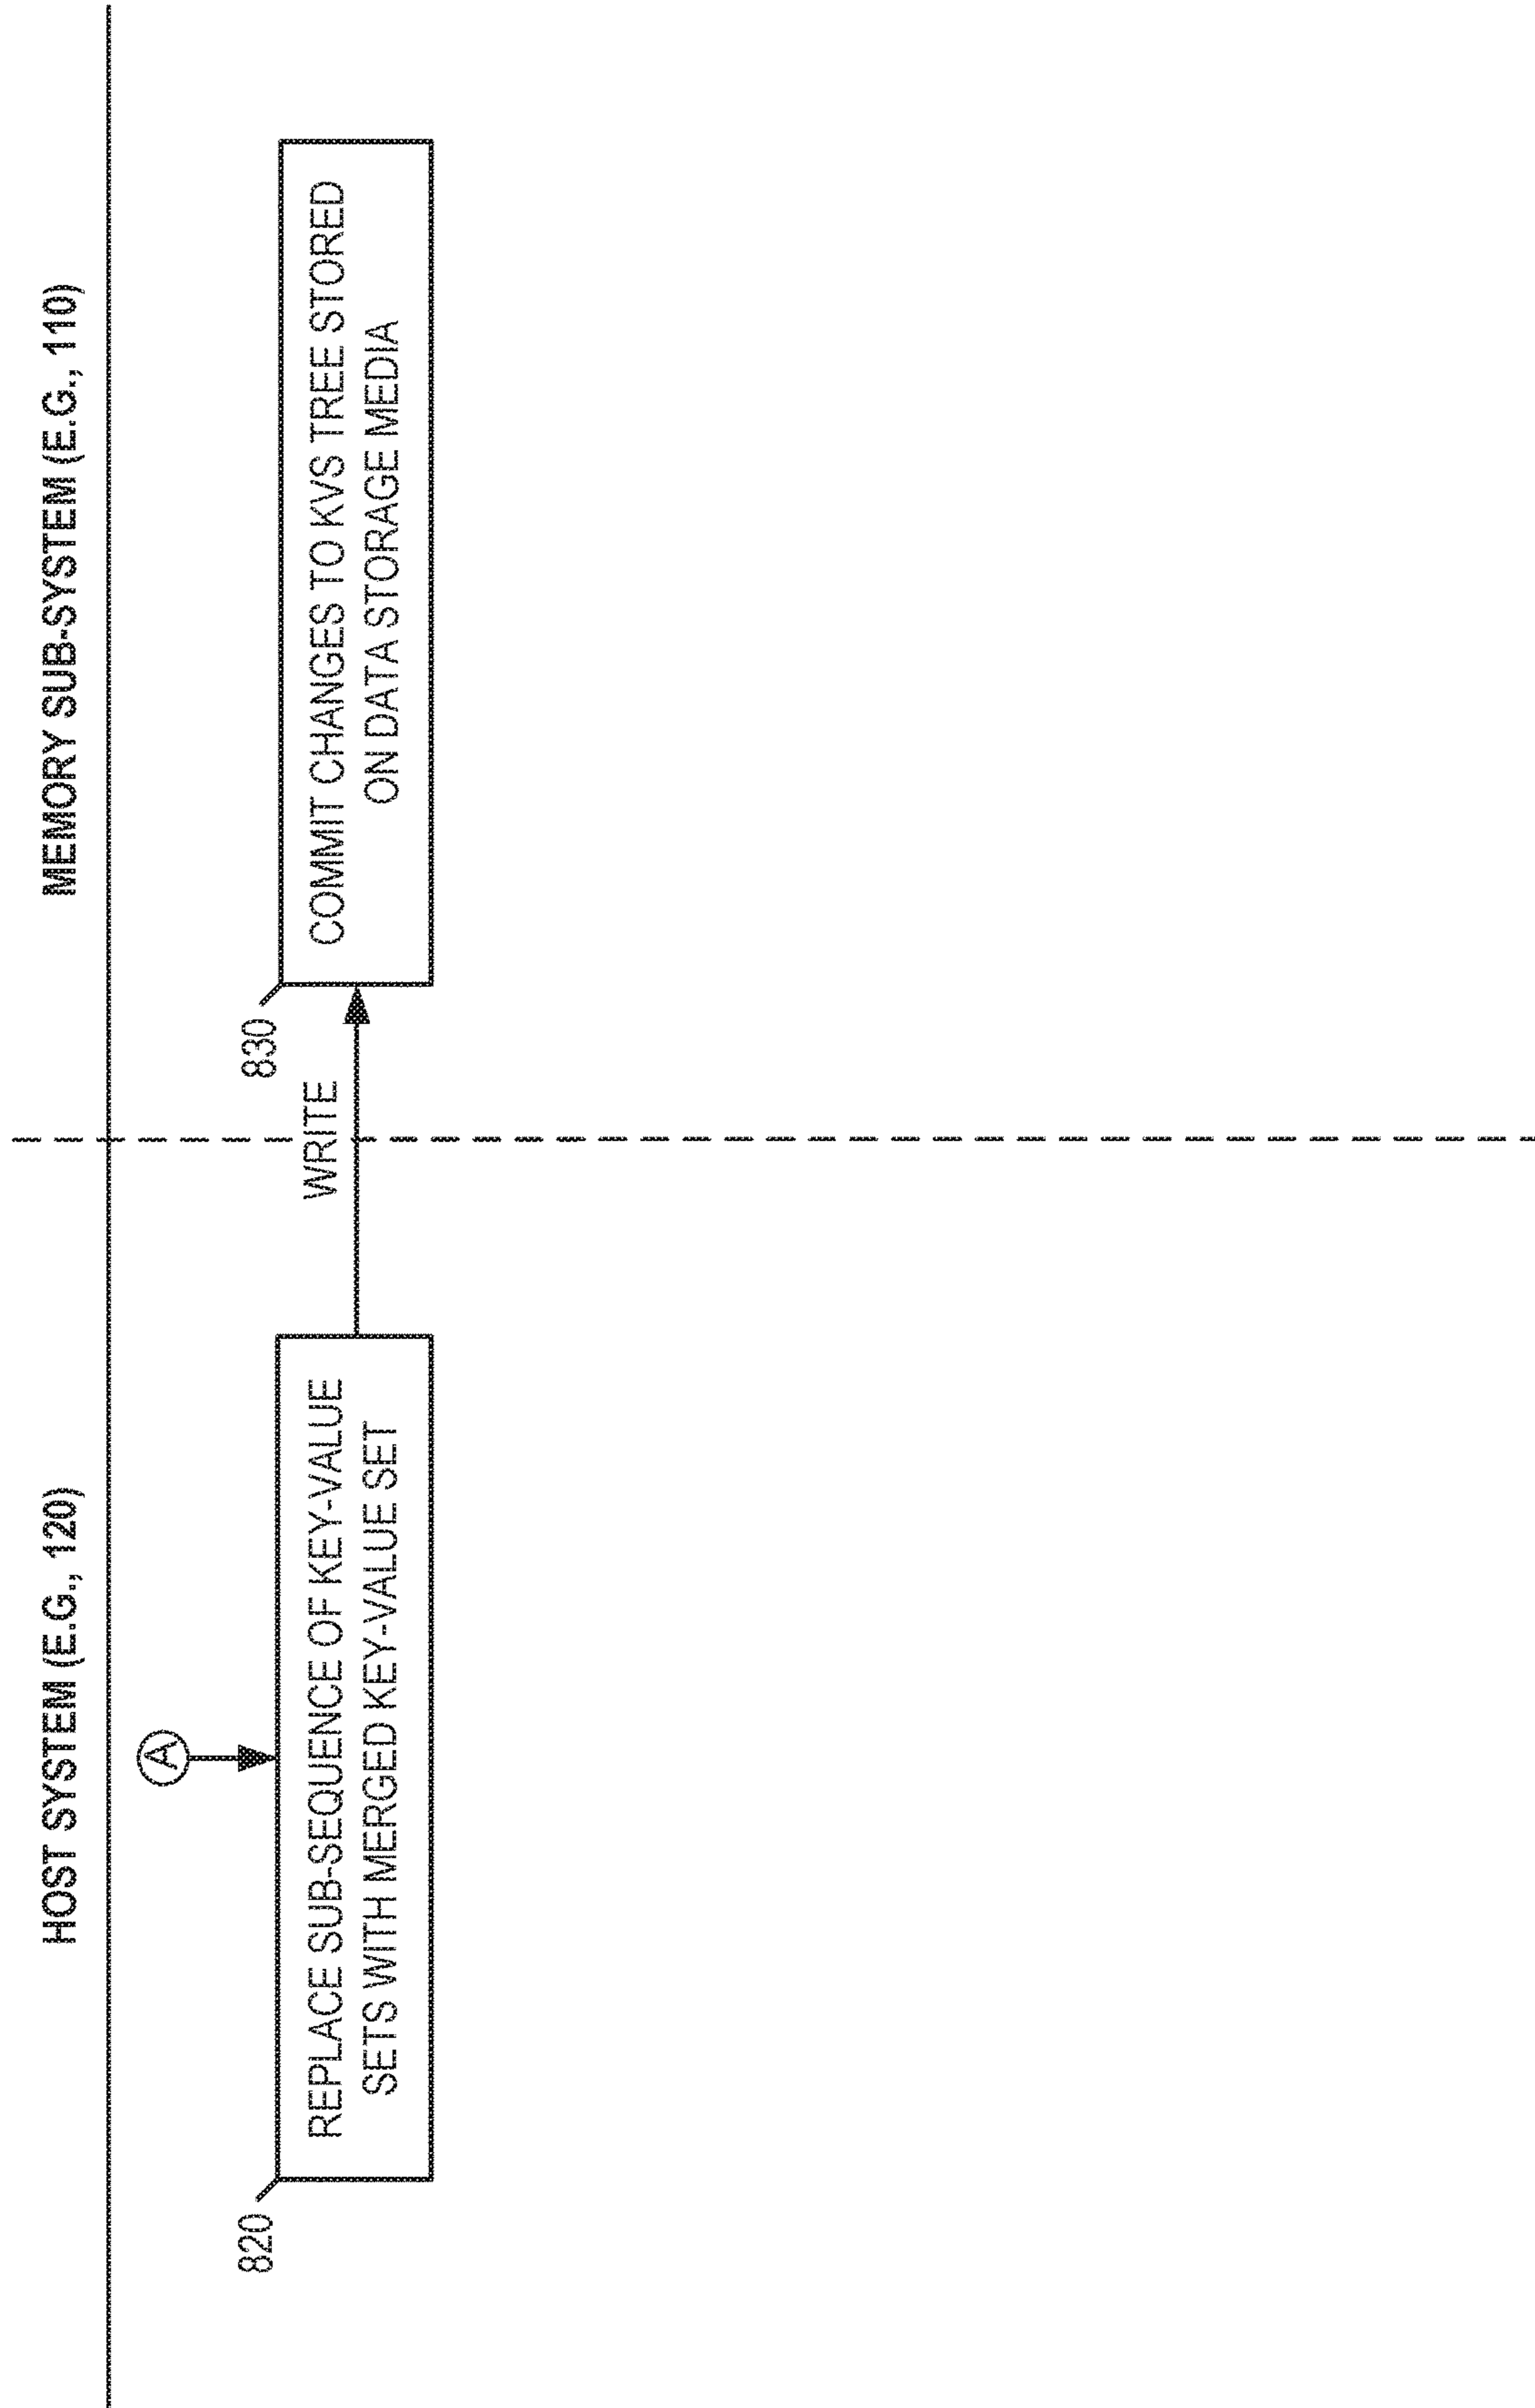 HOST SYSTEM (E.G., 120)
MEMORY SUB-SYSTEM (E.G., 110)
A
820
REPLACE SUB-SEQUENCE OF KEY-VALUE
SETS WITH MERGED KEY-VALUE SET
WRITE
830
COMMIT CHANGES TO KVS TREE STORED
ON DATA STORAGE MEDIA